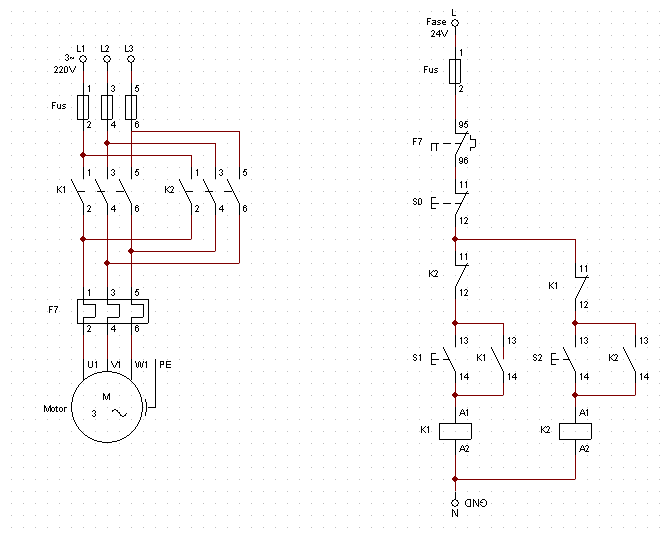 L1 L2 L3
3~
220V
Fus
1 3 5
2 4 6
K1
1 3 5
2 4 6
K2
1 3 5
2 4 6
F7
1 3 5
2 4 6
U1 V1 W1 PE
Motor
M
3
L
Fase
24V
Fus
1
2
F7
95
96
S0
11
12
K2
11
12
K1
11
12
S1
13
14
K1
13
14
S2
13
14
K2
13
14
K1
A1
A2
K2
A1
A2
N
GND